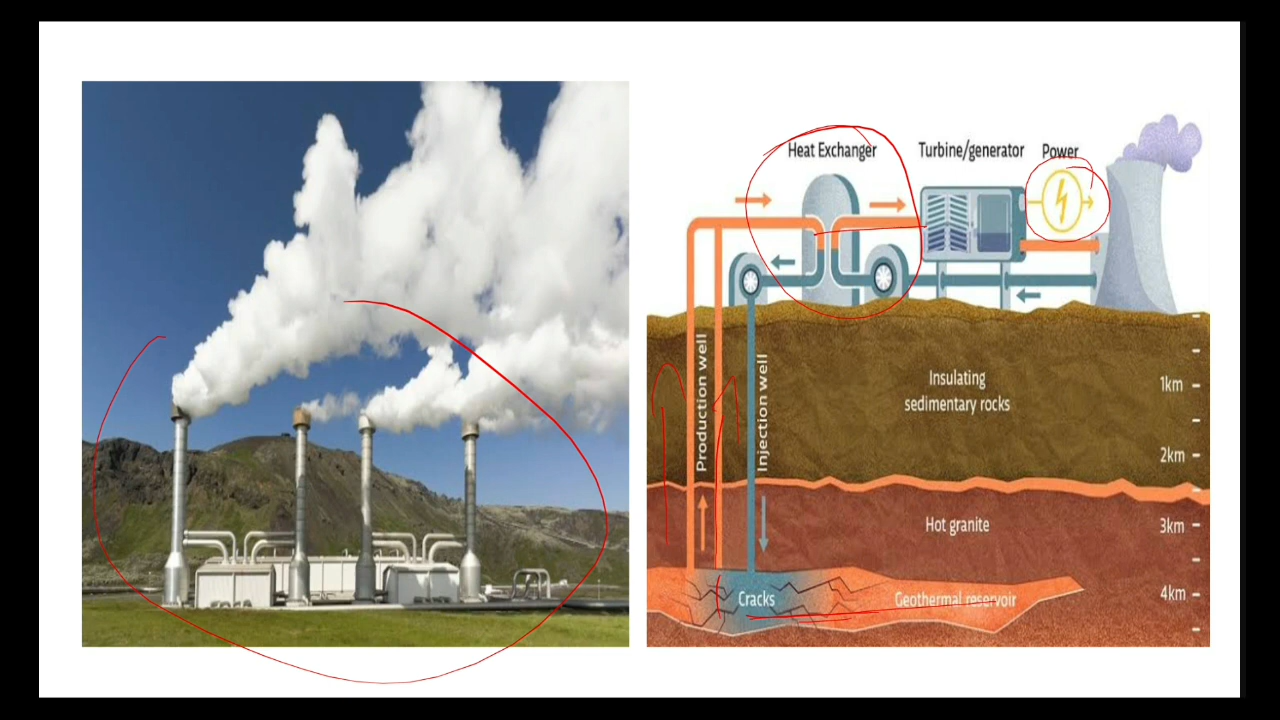 Heat Exchanger
Turbine/generator
Power
Production well
Injection well
Insulating
sedimentary rocks
1km
2km
Hot granite
3km
Cracks
Geothermal reservoir
4km